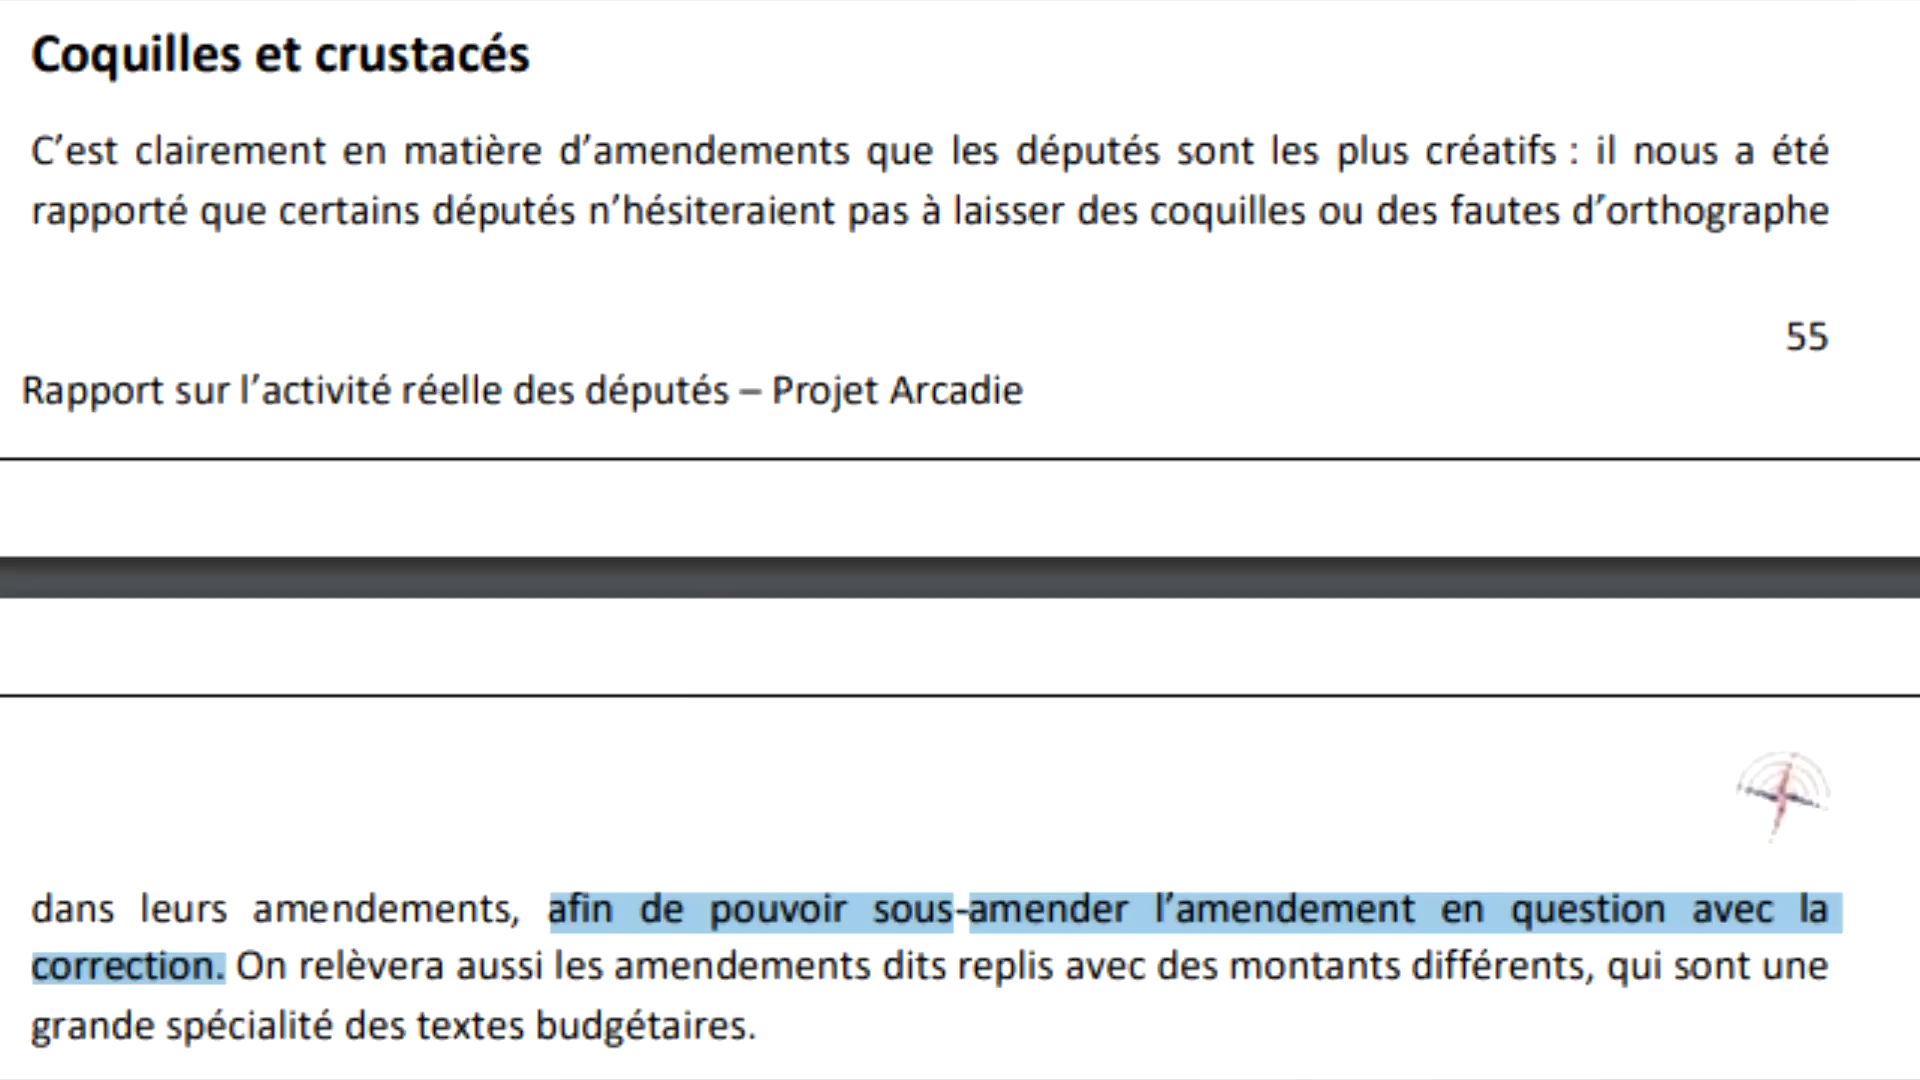 Coquilles et crustacés
C’est clairement en matière d’amendements que les députés sont les plus créatifs : il nous a été
rapporté que certains députés n’hésiteraient pas à laisser des coquilles ou des fautes d’orthographe
55
Rapport sur l’activité réelle des députés – Projet Arcadie
dans leurs amendements, afin de pouvoir sous-amender l’amendement en question avec la
correction. On relèvera aussi les amendements dits replis avec des montants différents, qui sont une
grande spécialité des textes budgétaires.